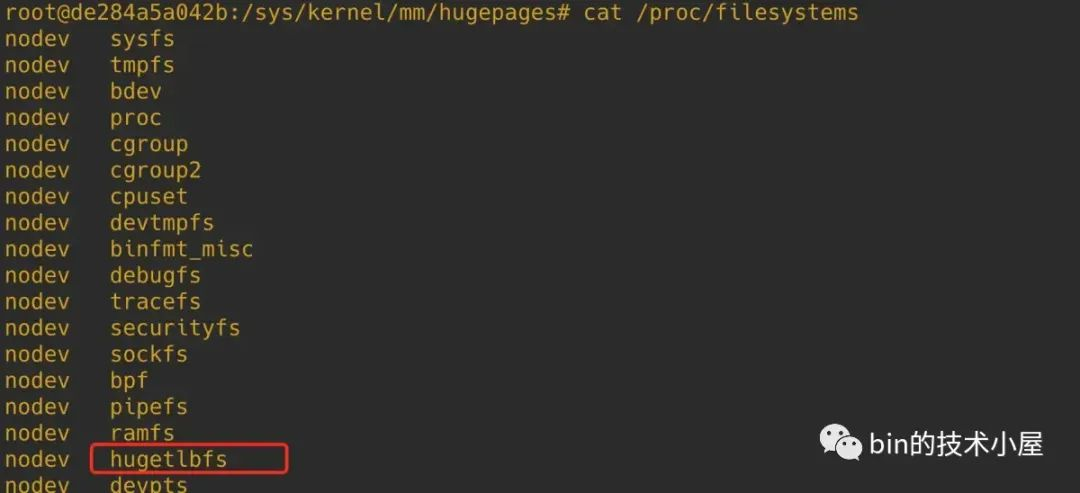 root@de284a5a042b:/sys/kernel/mm/hugepages# cat /proc/filesystems
nodev   sysfs
nodev   tmpfs
nodev   bdev
nodev   proc
nodev   cgroup
nodev   cgroup2
nodev   cpuset
nodev   devtmpfs
nodev   binfmt_misc
nodev   debugfs
nodev   tracefs
nodev   securityfs
nodev   sockfs
nodev   bpf
nodev   pipefs
nodev   ramfs
nodev   hugetlbfs
nodev   devpts
bin的技术小屋